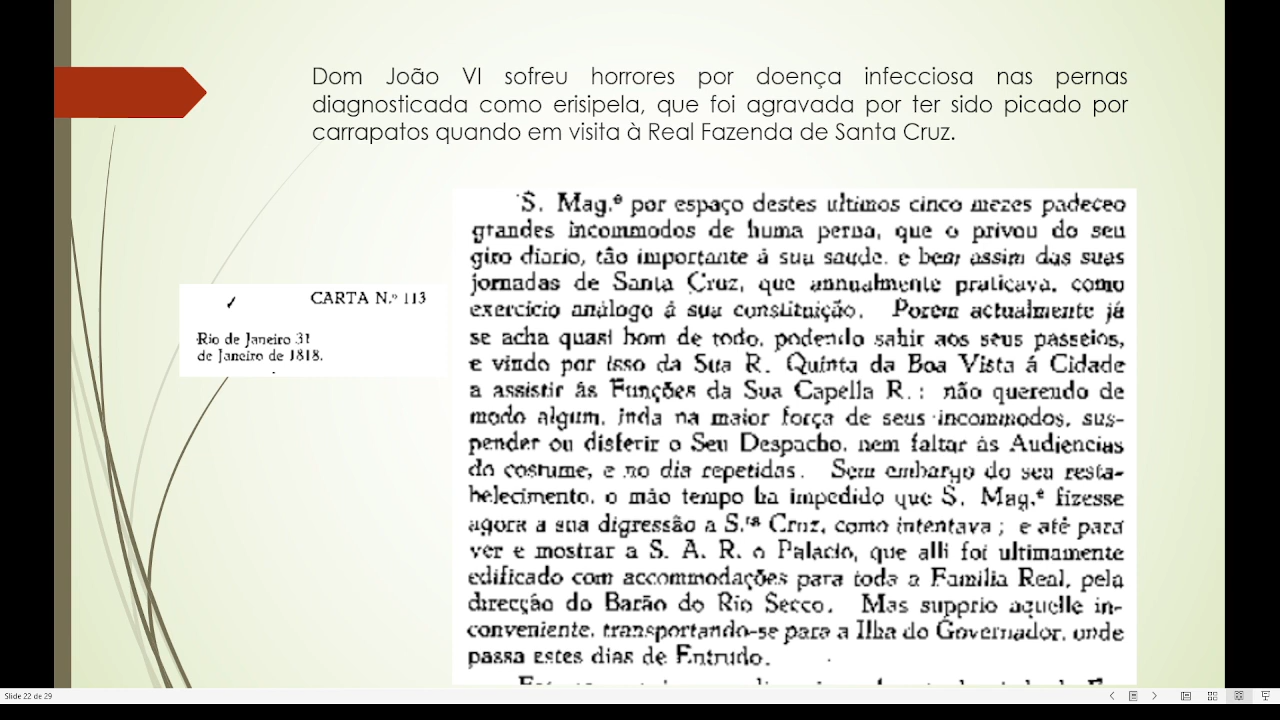 Dom João VI sofreu horrores por doença infecciosa nas pernas
diagnosticada como erisipela, que foi agravada por ter sido picado por
carrapatos quando em visita à Real Fazenda de Santa Cruz.
CARTA N.º 113
Rio de Janeiro 31
de Janeiro de 1818.
S. Mag.e por espaço destes ultimos cinco mezes padeceo
grandes incommodos de huma perna, que o privou do seu
giro diario, tão importante á sua saude, e bem assim das suas
jornadas de Santa Cruz, que annualmente praticava, como
exercicio análogo á sua constituição. Porem actualmente já
se acha quasi bom de todo, podendo sahir aos seus passeios,
e vindo por isso da Sua R. Quinta da Boa Vista á Cidade
a assistir ás Funções da Sua Capella R. : não querendo de
modo algum, inda na maior força de seus incommodos, sus-
pender ou differir o Seu Despacho, nem faltar ás Audiencias
do costume, e no dia repetidas. Sem embargo do seu resta-
belecimento, o máo tempo ha impedido que S. Mag.e fizesse
agora a sua digressão a S.ta Cruz, como intentava ; e até para
ver e mostrar a S. A. R. o Palacio, que alli foi ultimamente
edificado com accommodações para toda a Familia Real, pela
direcção do Barão do Rio Secco. Mas supprio aquelle in-
conveniente, transportando-se para a Ilha do Governador, onde
passa estes dias de Entrudo.
Slide 22 de 29